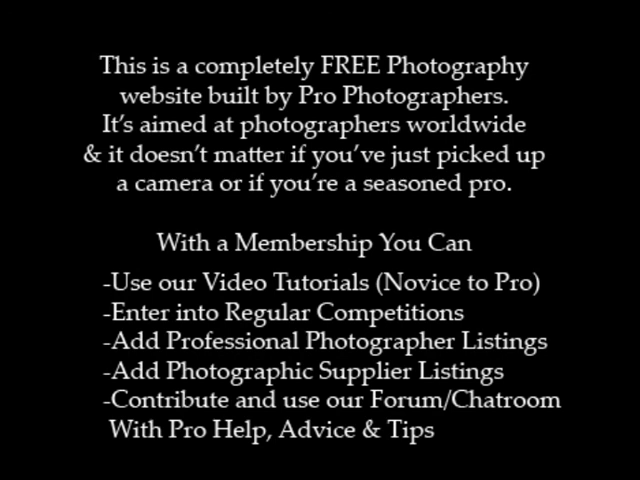 This is a completely FREE Photography
website built by Pro Photographers.
It's aimed at photographers worldwide
& it doesn't matter if you've just picked up
a camera or if you're a seasoned pro.
With a Membership You Can
-Use our Video Tutorials (Novice to Pro)
-Enter into Regular Competitions
-Add Professional Photographer Listings
-Add Photographic Supplier Listings
-Contribute and use our Forum/Chatroom
With Pro Help, Advice & Tips